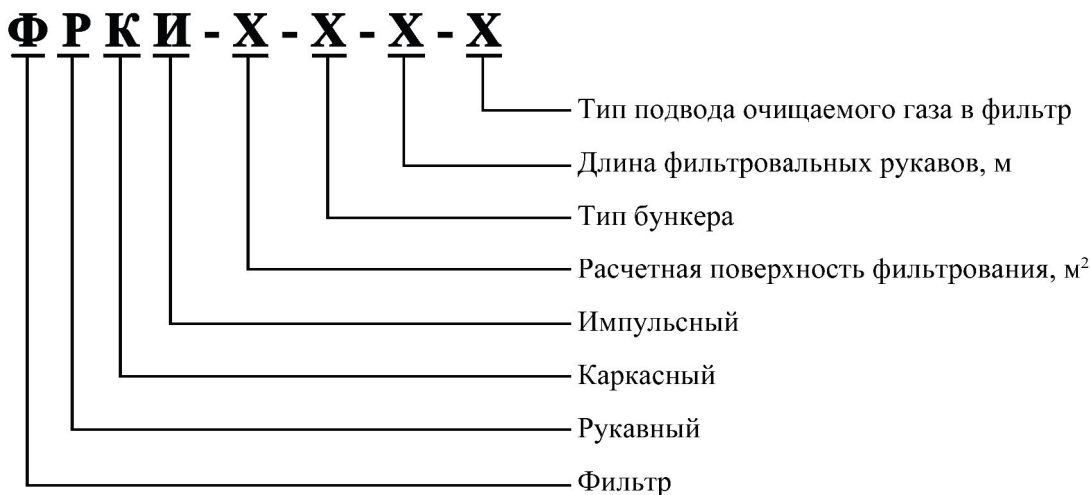 ФРКИ-Х-Х-Х-Х
Тип подвода очищаемого газа в фильтр
Длина фильтровальных рукавов, м
Тип бункера
Расчетная поверхность фильтрования, м²
Импульсный
Каркасный
Рукавный
Фильтр